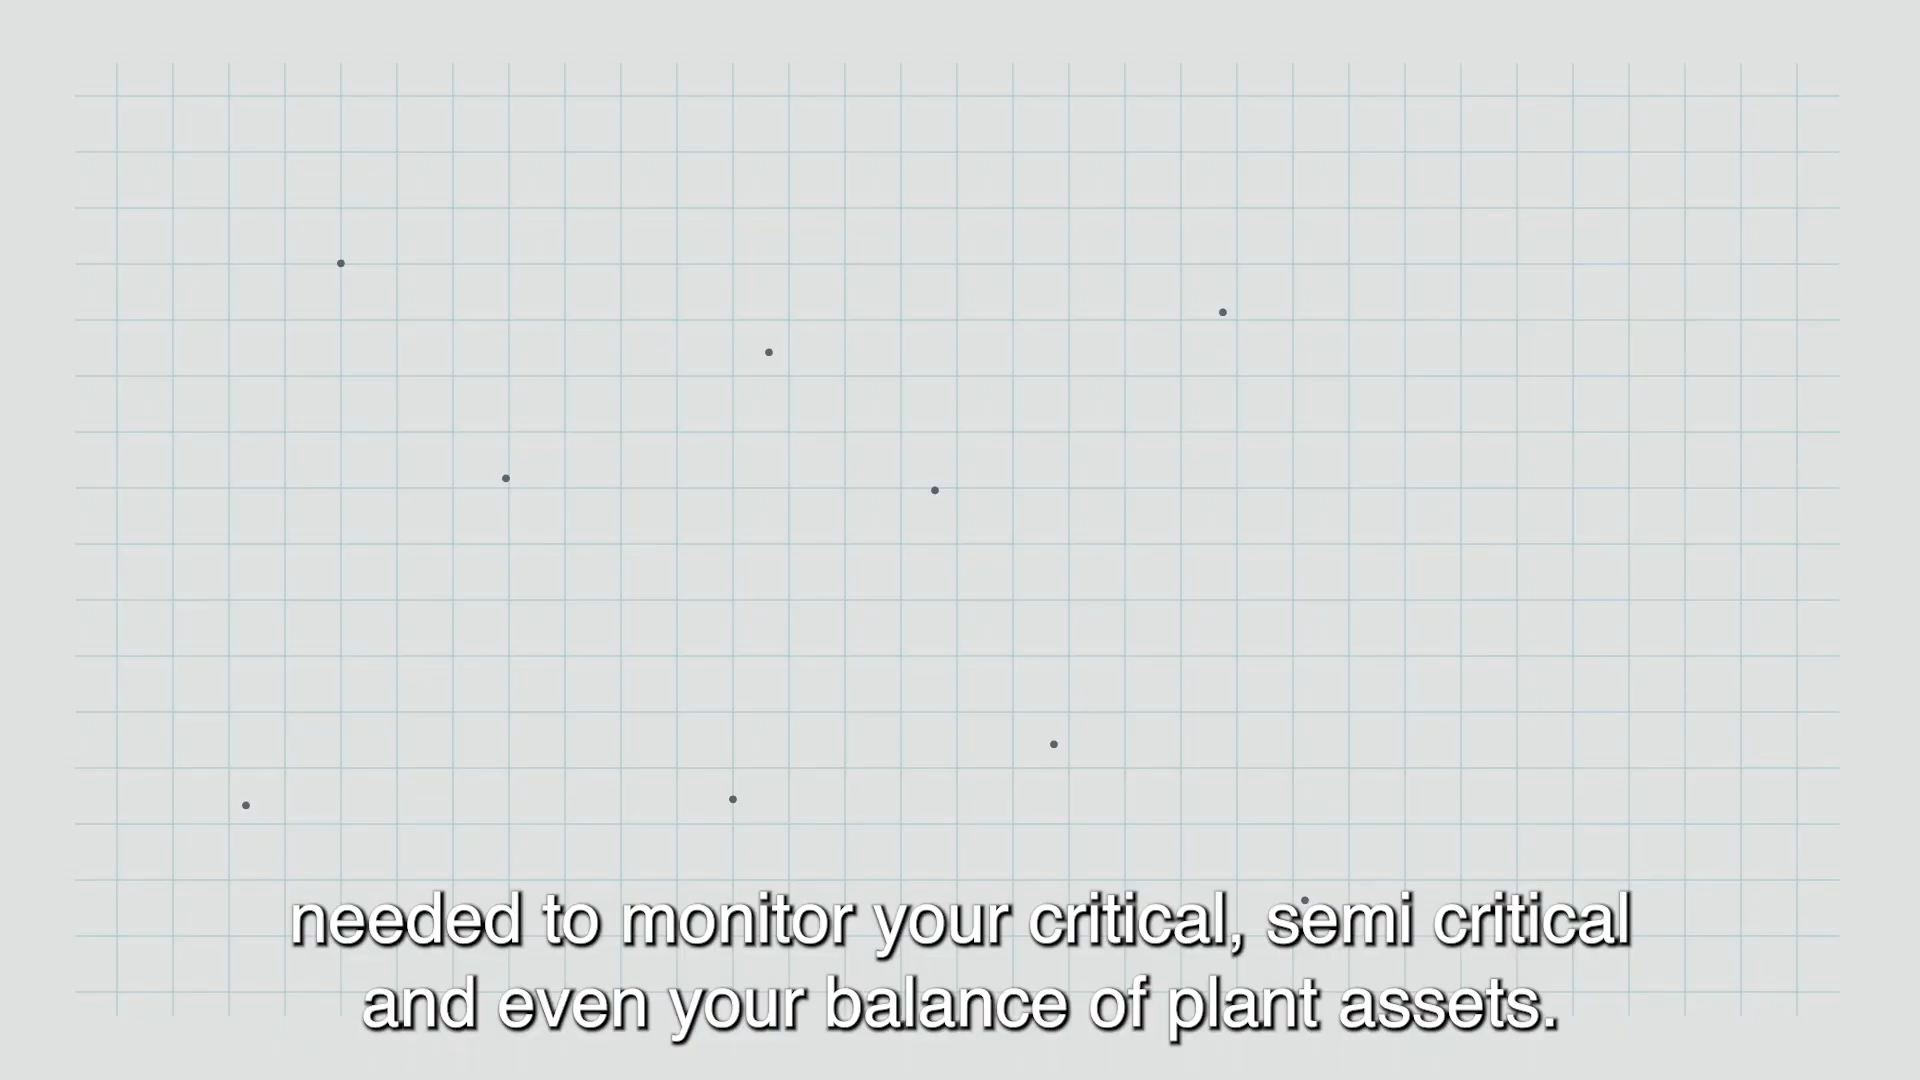 needed to monitor your critical, semi critical
and even your balance of plant assets.